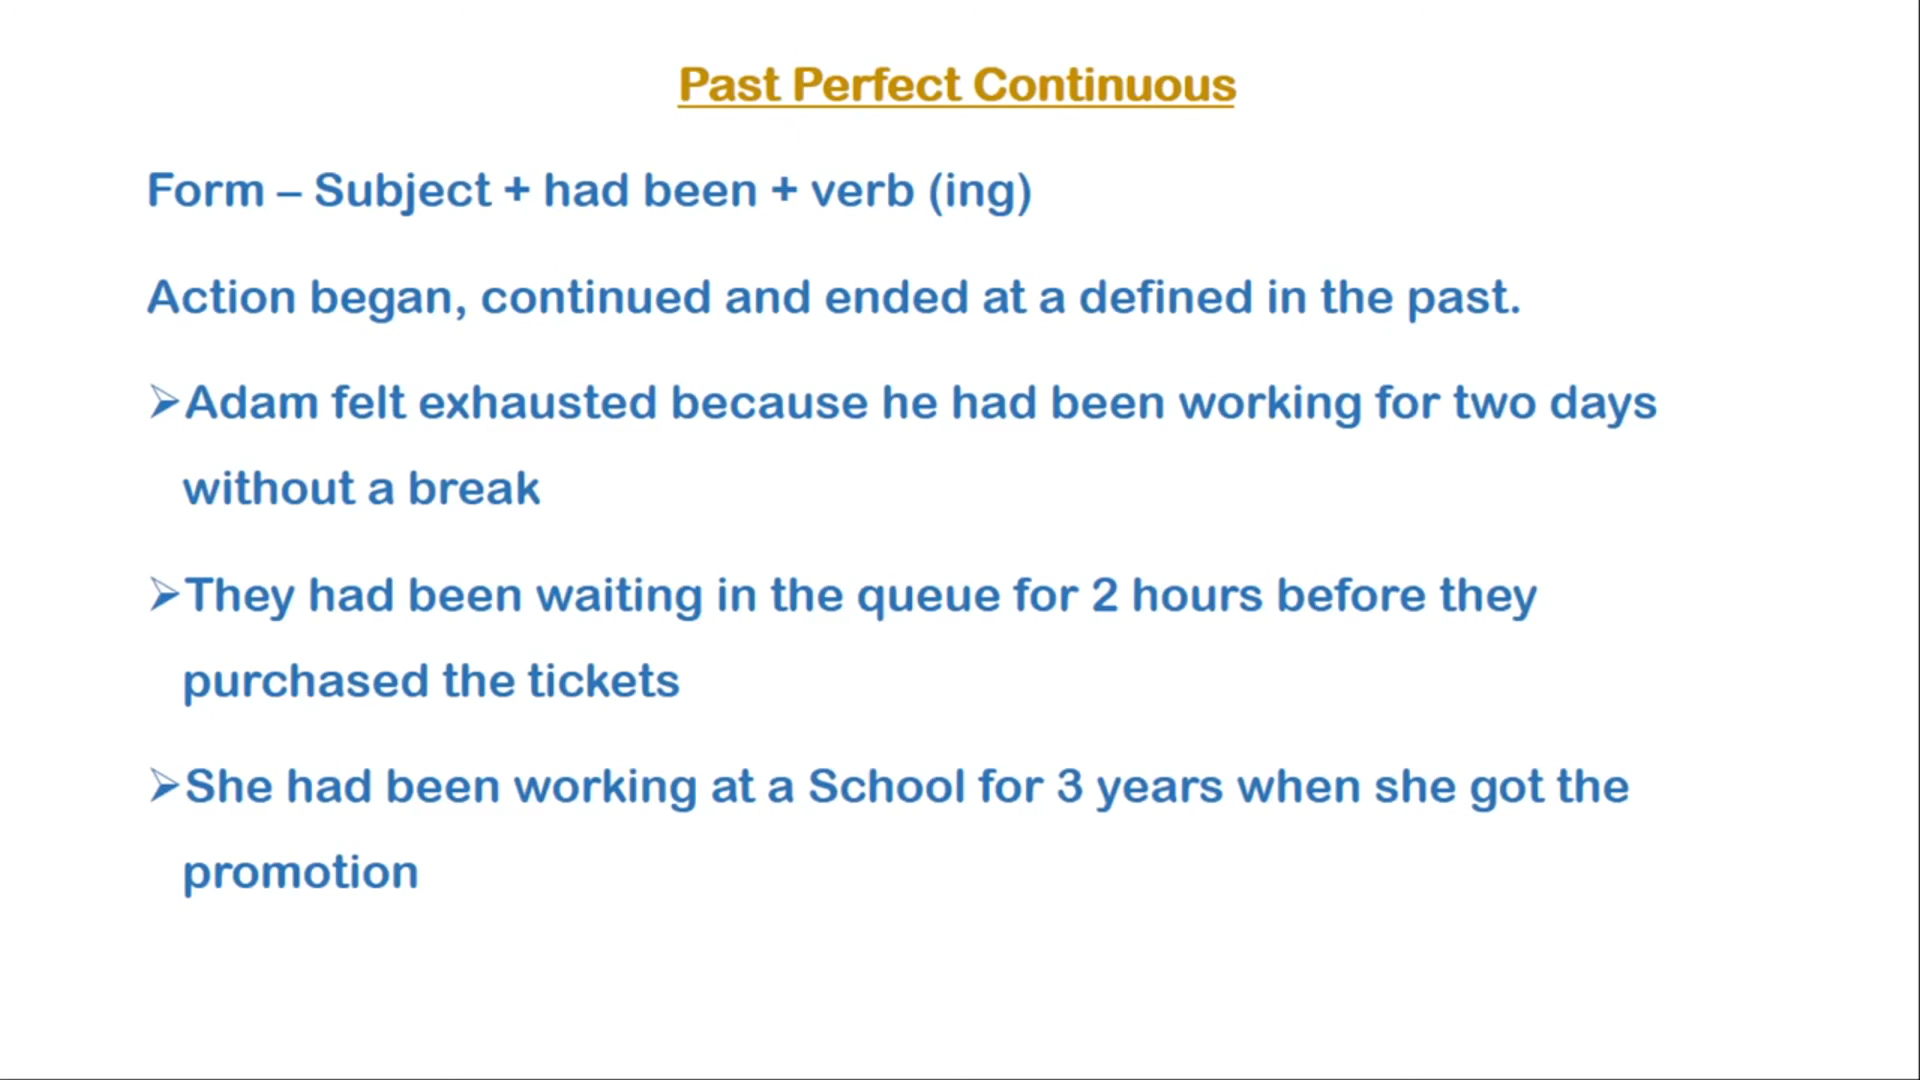 Past Perfect Continuous
Form – Subject + had been + verb (ing)
Action began, continued and ended at a defined in the past.
➢Adam felt exhausted because he had been working for two days
without a break
➢They had been waiting in the queue for 2 hours before they
purchased the tickets
➢She had been working at a School for 3 years when she got the
promotion